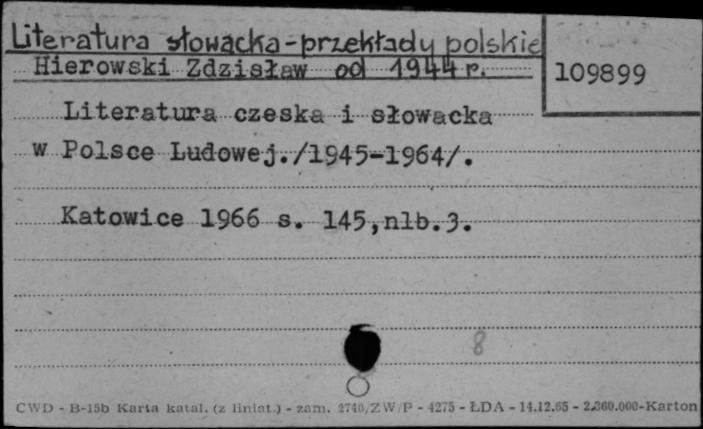 Literatura słowacka-przekłady polskie
Hierowski Zdzisław od 1944 r.
109899
Literatura czeska i słowacka
w Polsce Ludowej./1945-1964/.
Katowice 1966 s. 145,nlb.3.
8
CWD - B-15b Karta katal. (z liniat.) - zam. 2740/ZW/P - 4275 - ŁDA - 14.12.65 - 2.360.000-Karton